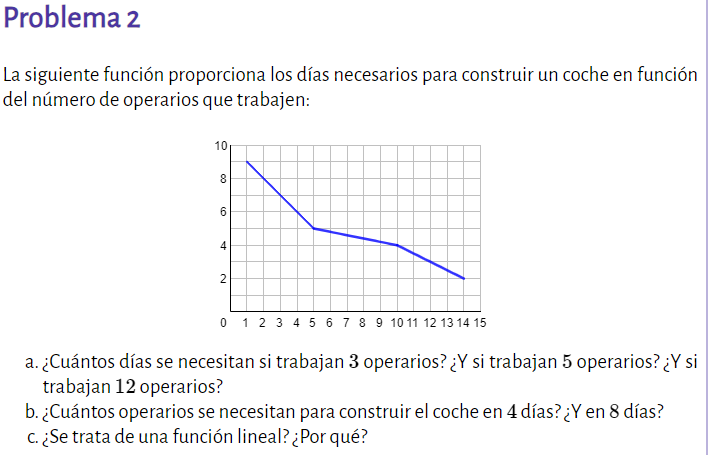 Problema 2
La siguiente función proporciona los días necesarios para construir un coche en función
del número de operarios que trabajen:
10
8
6
4
2
0 1 2 3 4 5 6 7 8 9 10 11 12 13 14 15
a. ¿Cuántos días se necesitan si trabajan 3 operarios? ¿Y si trabajan 5 operarios? ¿Y si
trabajan 12 operarios?
b. ¿Cuántos operarios se necesitan para construir el coche en 4 días? ¿Y en 8 días?
c. ¿Se trata de una función lineal? ¿Por qué?